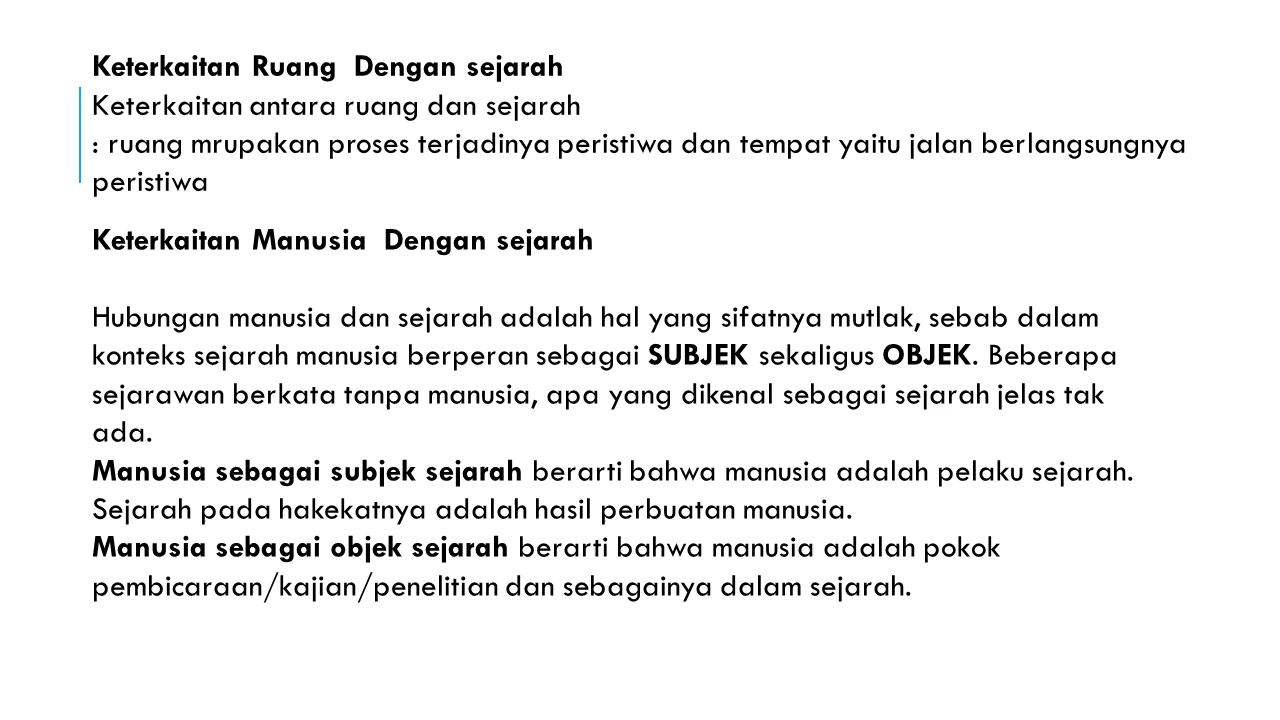 Keterkaitan Ruang  Dengan sejarah
Keterkaitan antara ruang dan sejarah
: ruang mrupakan proses terjadinya peristiwa dan tempat yaitu jalan berlangsungnya
peristiwa
Keterkaitan Manusia  Dengan sejarah
Hubungan manusia dan sejarah adalah hal yang sifatnya mutlak, sebab dalam
konteks sejarah manusia berperan sebagai SUBJEK sekaligus OBJEK. Beberapa
sejarawan berkata tanpa manusia, apa yang dikenal sebagai sejarah jelas tak
ada.
Manusia sebagai subjek sejarah berarti bahwa manusia adalah pelaku sejarah.
Sejarah pada hakekatnya adalah hasil perbuatan manusia.
Manusia sebagai objek sejarah berarti bahwa manusia adalah pokok
pembicaraan/kajian/penelitian dan sebagainya dalam sejarah.